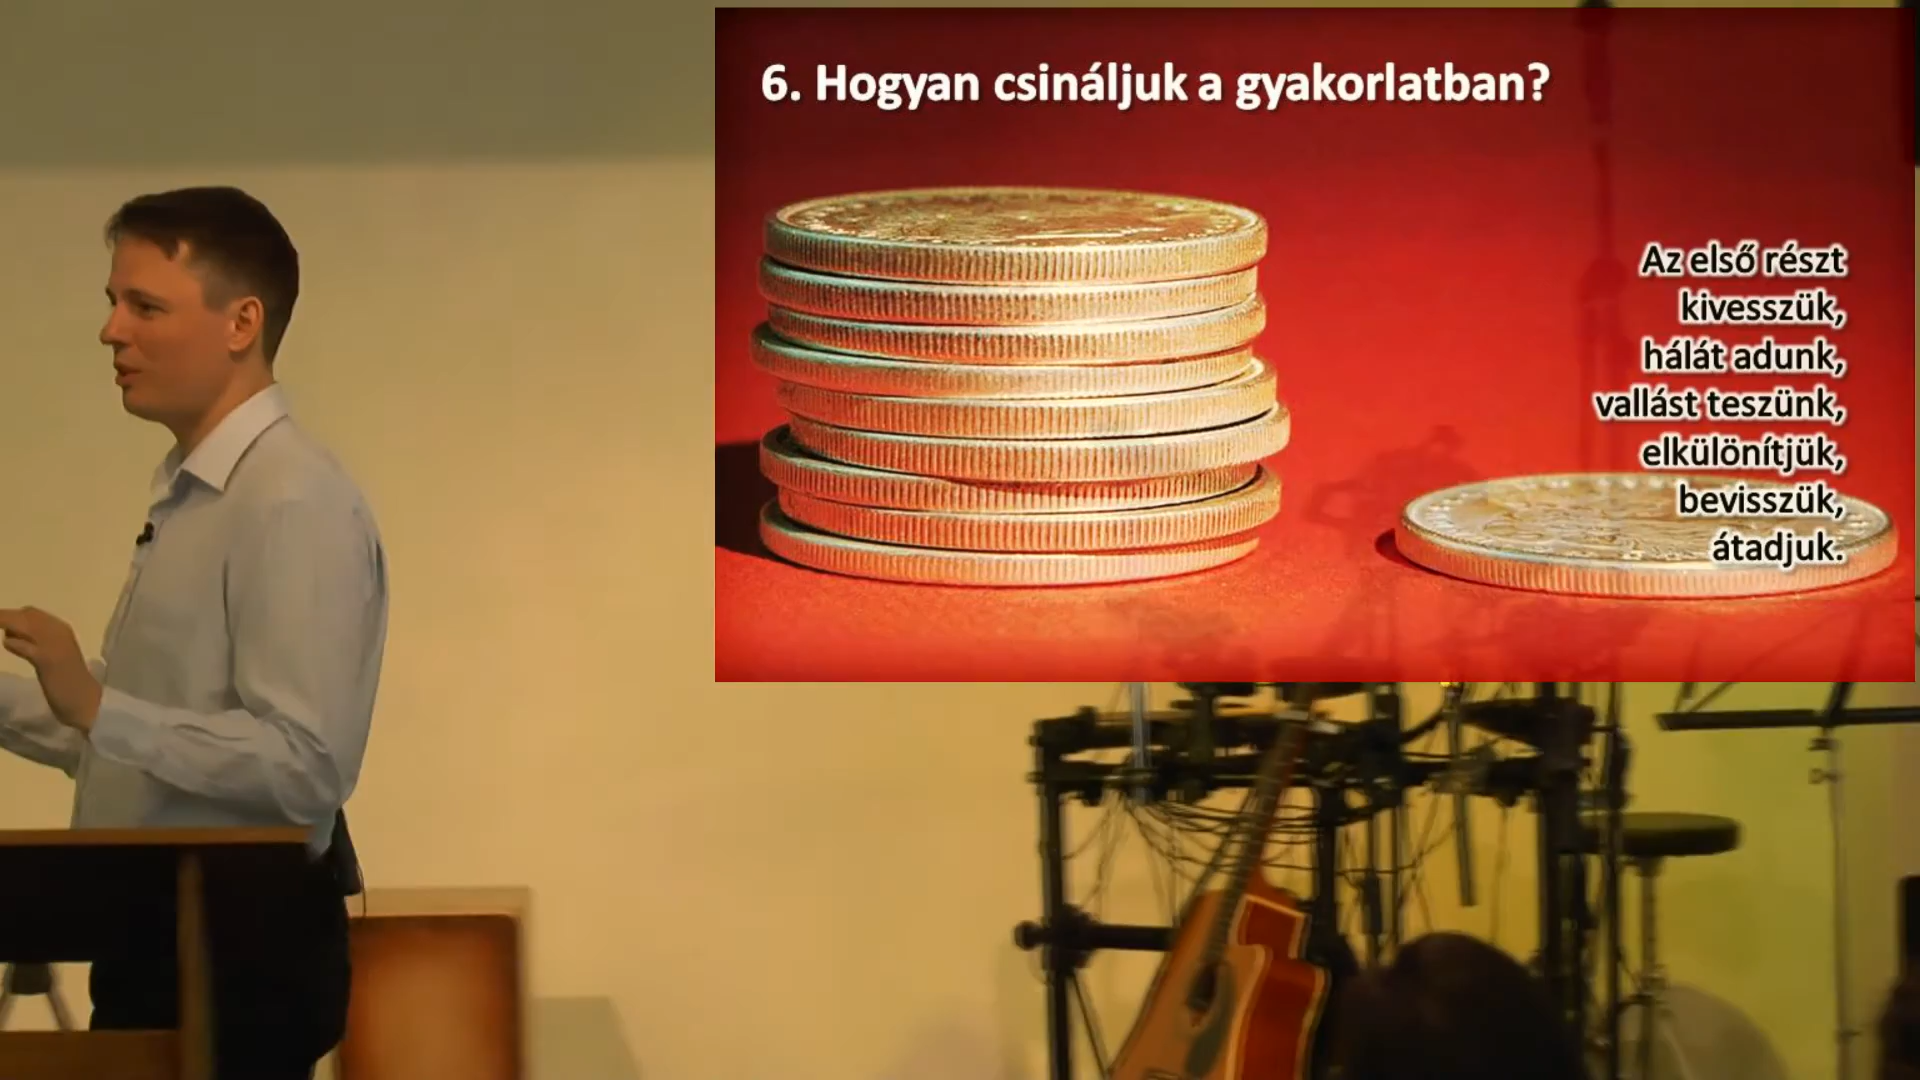 6. Hogyan csináljuk a gyakorlatban?
Az első részt
kivesszük,
hálát adunk,
vallást teszünk,
elkülönítjük,
bevisszük,
átadjuk.